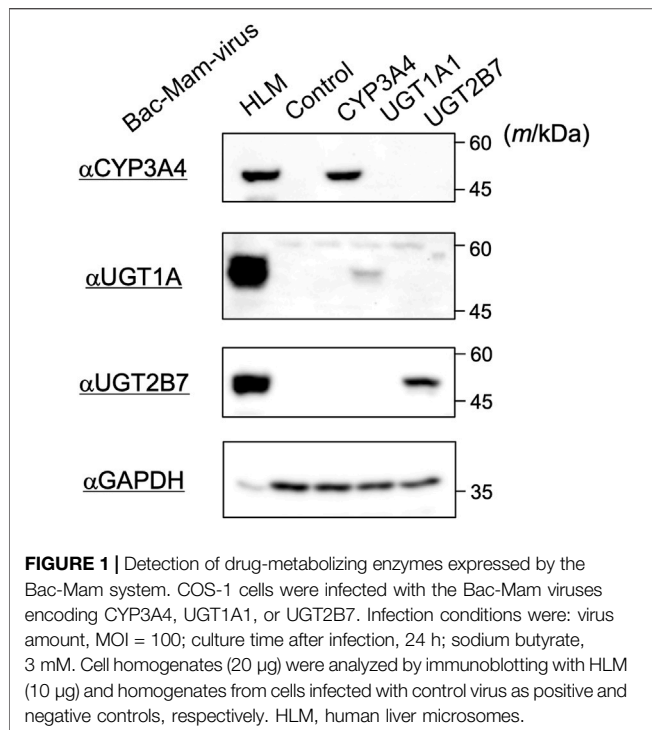 Bac-Mam-virus
HLM
Control
CYP3A4
UGT1A1
UGT2B7
60 (m/kDa)
αCYP3A4
45
60
αUGT1A
45
60
αUGT2B7
45
αGAPDH
35
FIGURE 1 | Detection of drug-metabolizing enzymes expressed by the
Bac-Mam system. COS-1 cells were infected with the Bac-Mam viruses
encoding CYP3A4, UGT1A1, or UGT2B7. Infection conditions were: virus
amount, MOI = 100; culture time after infection, 24 h; sodium butyrate,
3 mM. Cell homogenates (20 μg) were analyzed by immunoblotting with HLM
(10 μg) and homogenates from cells infected with control virus as positive and
negative controls, respectively. HLM, human liver microsomes.